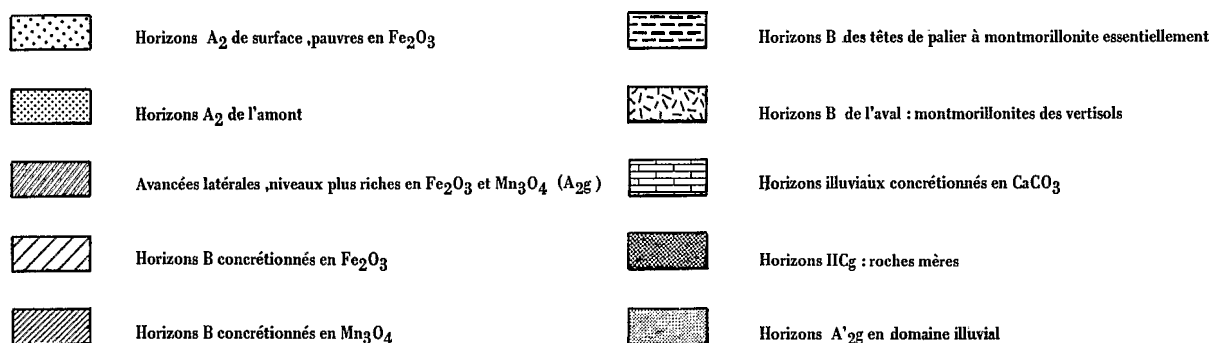 Horizons A₂ de surface ,pauvres en Fe₂O₃
Horizons A₂ de l'amont
Avancées latérales ,niveaux plus riches en Fe₂O₃ et Mn₃O₄ (A₂g)
Horizons B concrétionnés en Fe₂O₃
Horizons B concrétionnés en Mn₃O₄
Horizons B des têtes de palier à montmorillonite essentiellement
Horizons B de l'aval : montmorillonites des vertisols
Horizons illuviaux concrétionnés en CaCO₃
Horizons IICg : roches mères
Horizons A'₂g en domaine illuvial